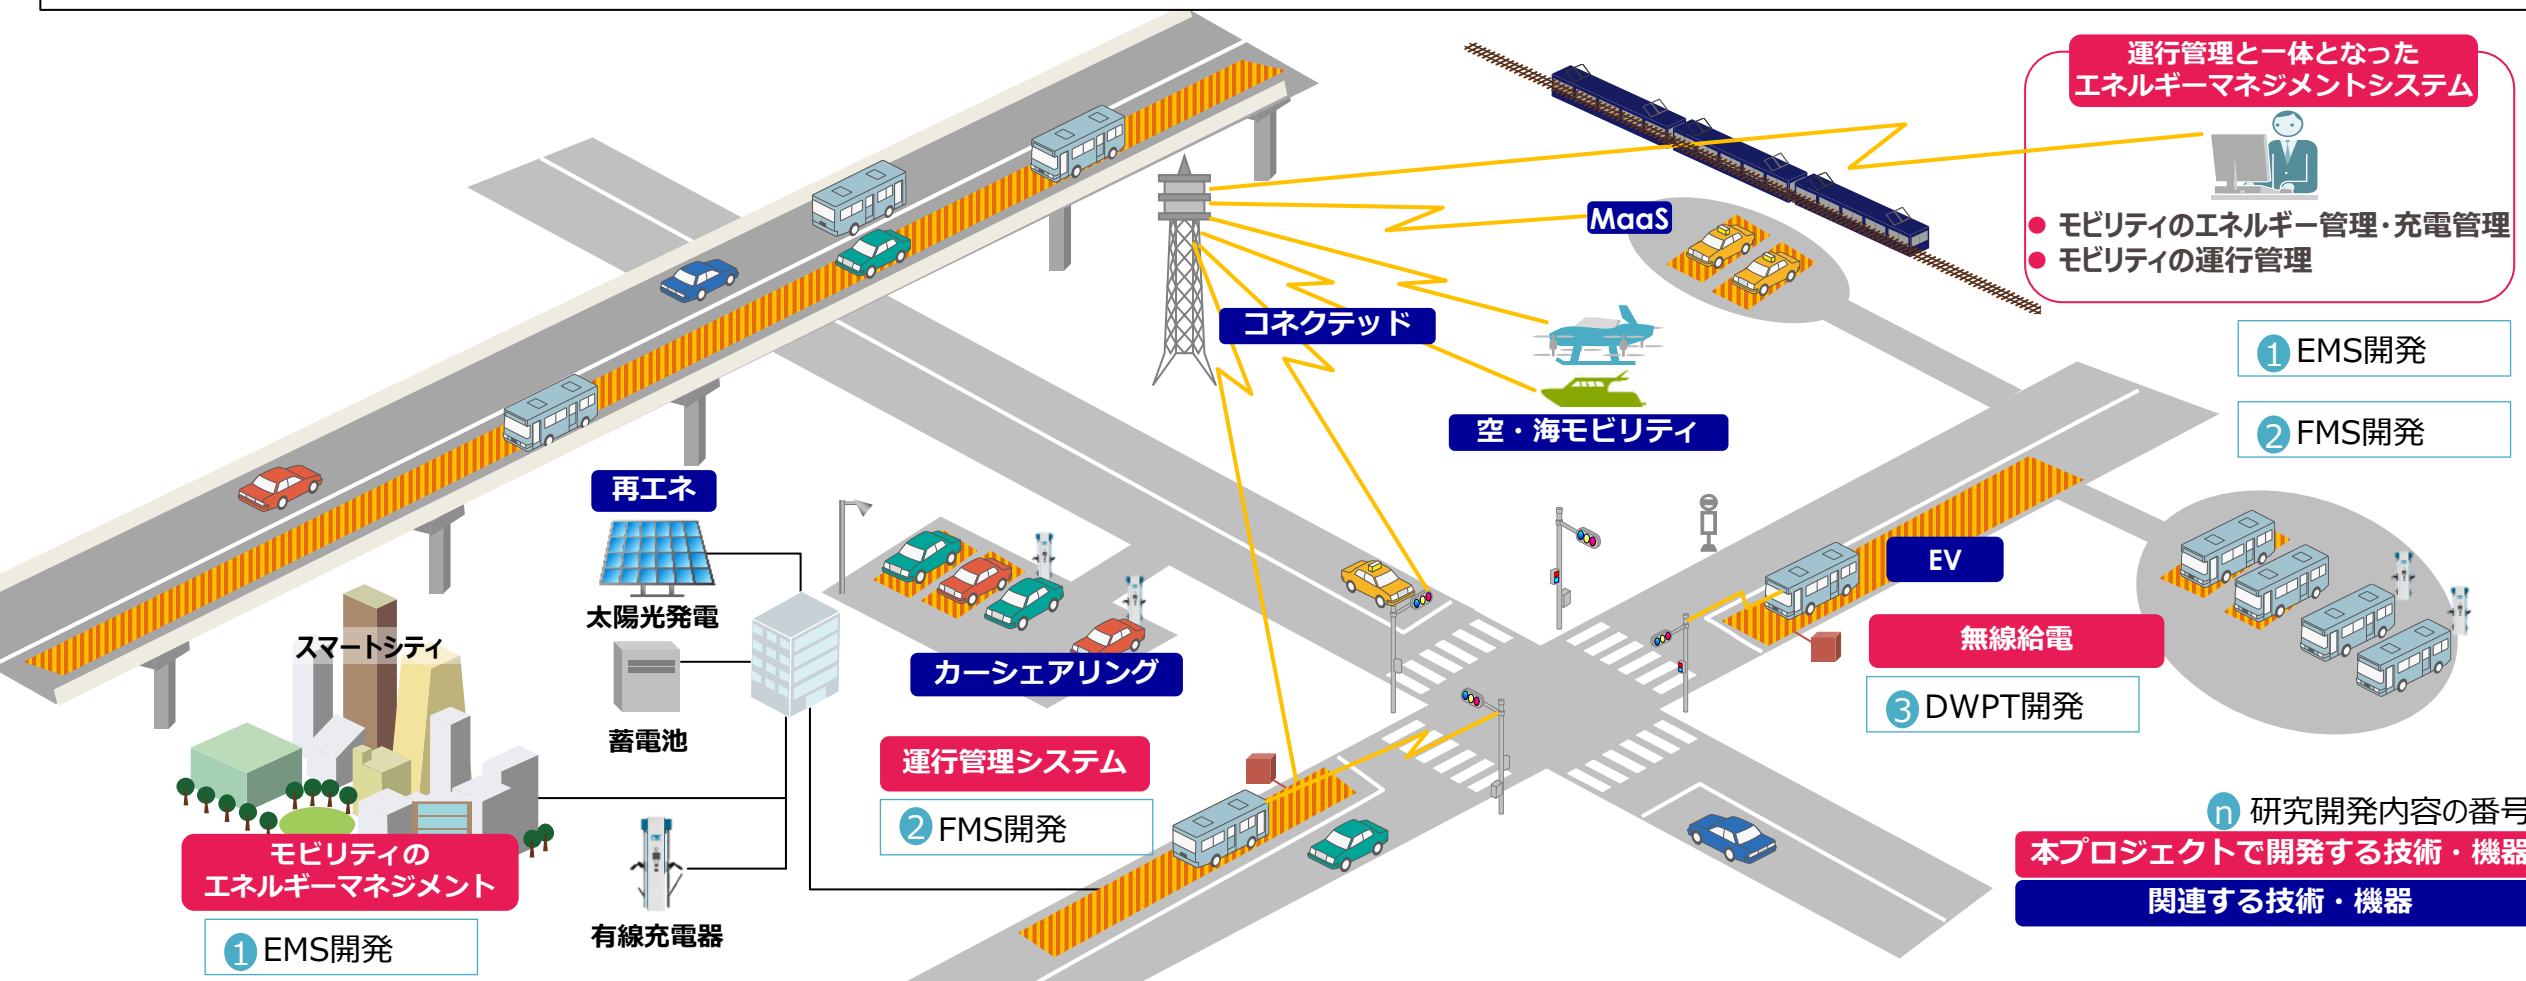 運行管理と一体となった
エネルギーマネジメントシステム
● モビリティのエネルギー管理・充電管理
● モビリティの運行管理
MaaS
コネクテッド
1 EMS開発
空・海モビリティ
2 FMS開発
再エネ
EV
太陽光発電
スマートシティ
無線給電
カーシェアリング
3 DWPT開発
蓄電池
運行管理システム
2 FMS開発
n 研究開発内容の番号
モビリティの
エネルギーマネジメント
本プロジェクトで開発する技術・機器
関連する技術・機器
1 EMS開発
有線充電器